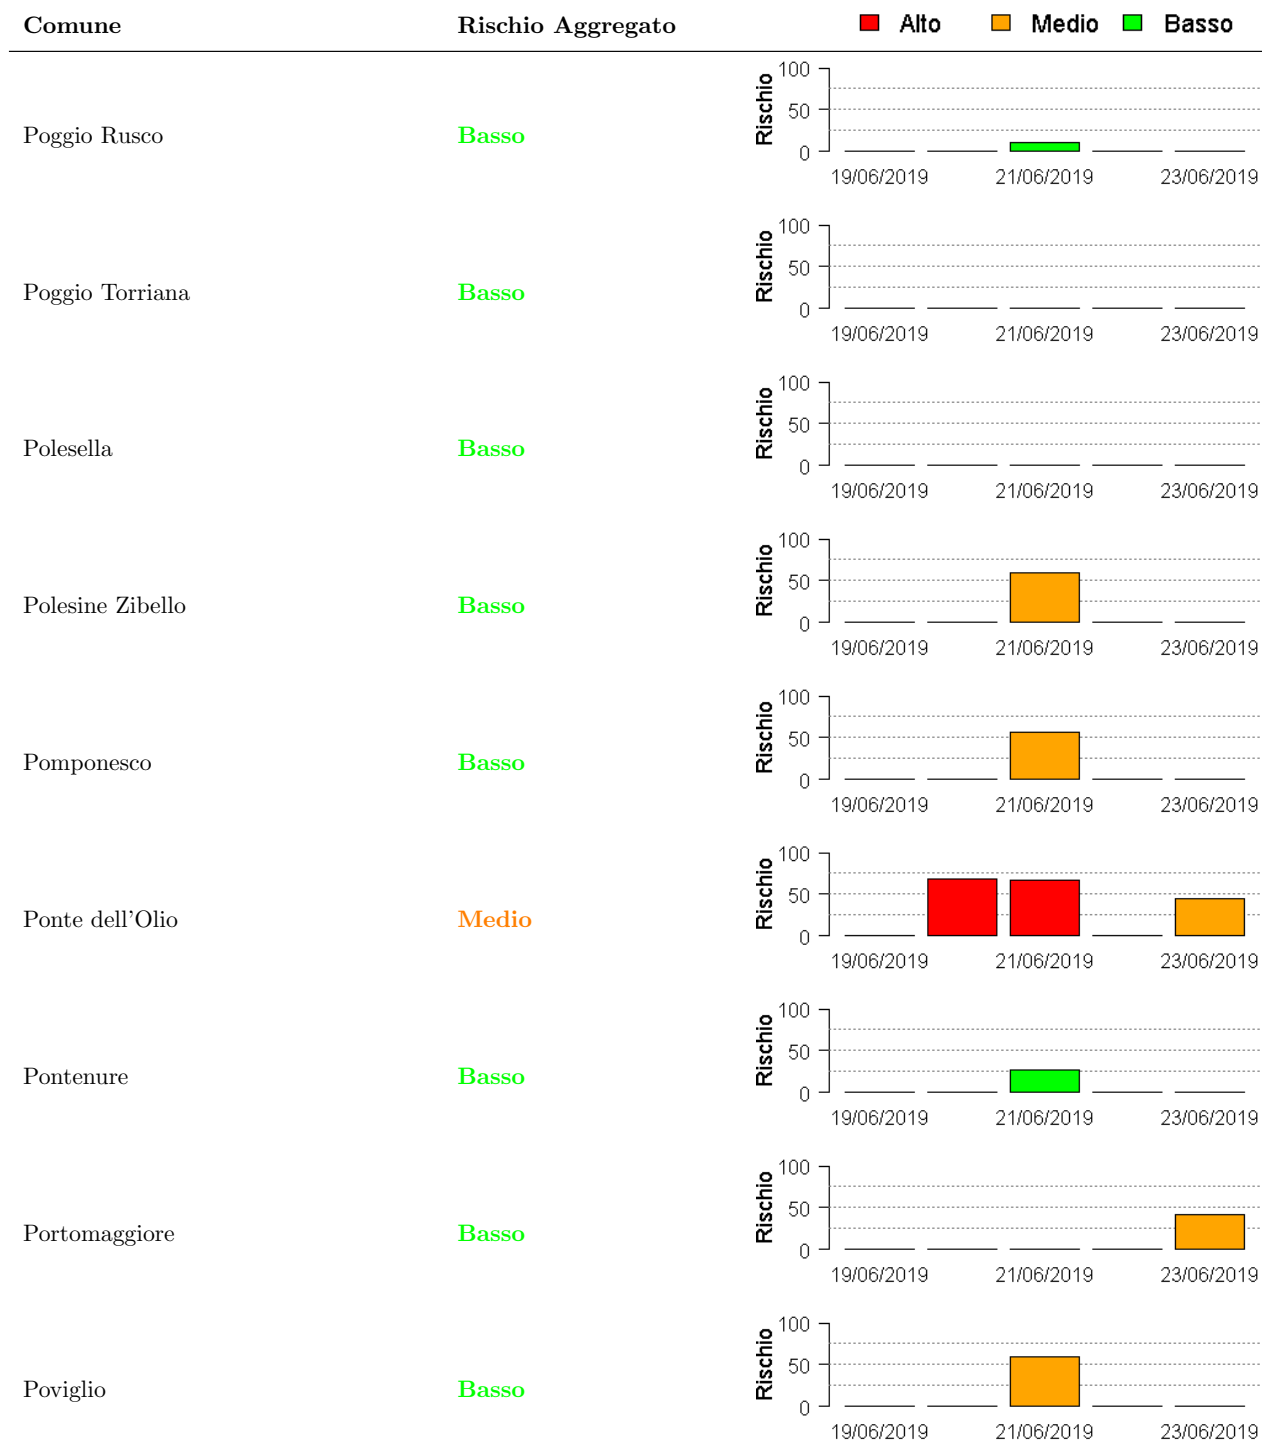 Comune Rischio Aggregato Alto Medio Basso
100
50
0
Rischio
Poggio Rusco Basso
19/06/2019 21/06/2019 23/06/2019
100
50
0
Rischio
Poggio Torriana Basso
19/06/2019 21/06/2019 23/06/2019
100
50
0
Rischio
Polesella Basso
19/06/2019 21/06/2019 23/06/2019
100
50
0
Rischio
Polesine Zibello Basso
19/06/2019 21/06/2019 23/06/2019
100
50
0
Rischio
Pomponesco Basso
19/06/2019 21/06/2019 23/06/2019
100
50
0
Rischio
Ponte dell'Olio Medio
19/06/2019 21/06/2019 23/06/2019
100
50
0
Rischio
Pontenure Basso
19/06/2019 21/06/2019 23/06/2019
100
50
0
Rischio
Portomaggiore Basso
19/06/2019 21/06/2019 23/06/2019
100
50
0
Rischio
Poviglio Basso
19/06/2019 21/06/2019 23/06/2019